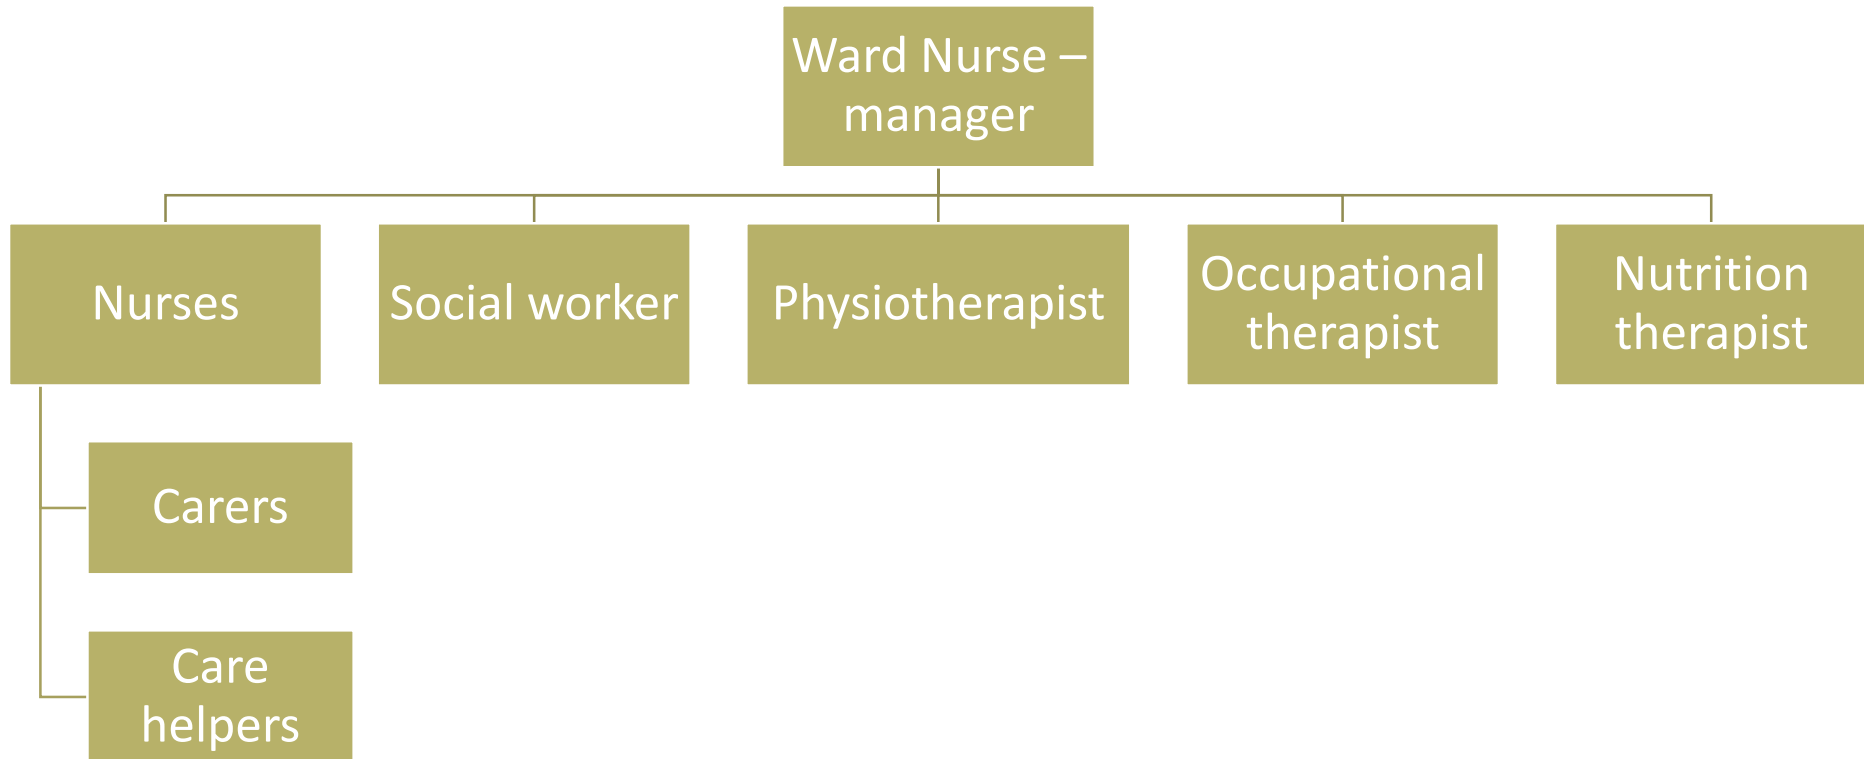 Ward Nurse –
manager
Nurses
Social worker
Physiotherapist
Occupational
therapist
Nutrition
therapist
Carers
Care
helpers